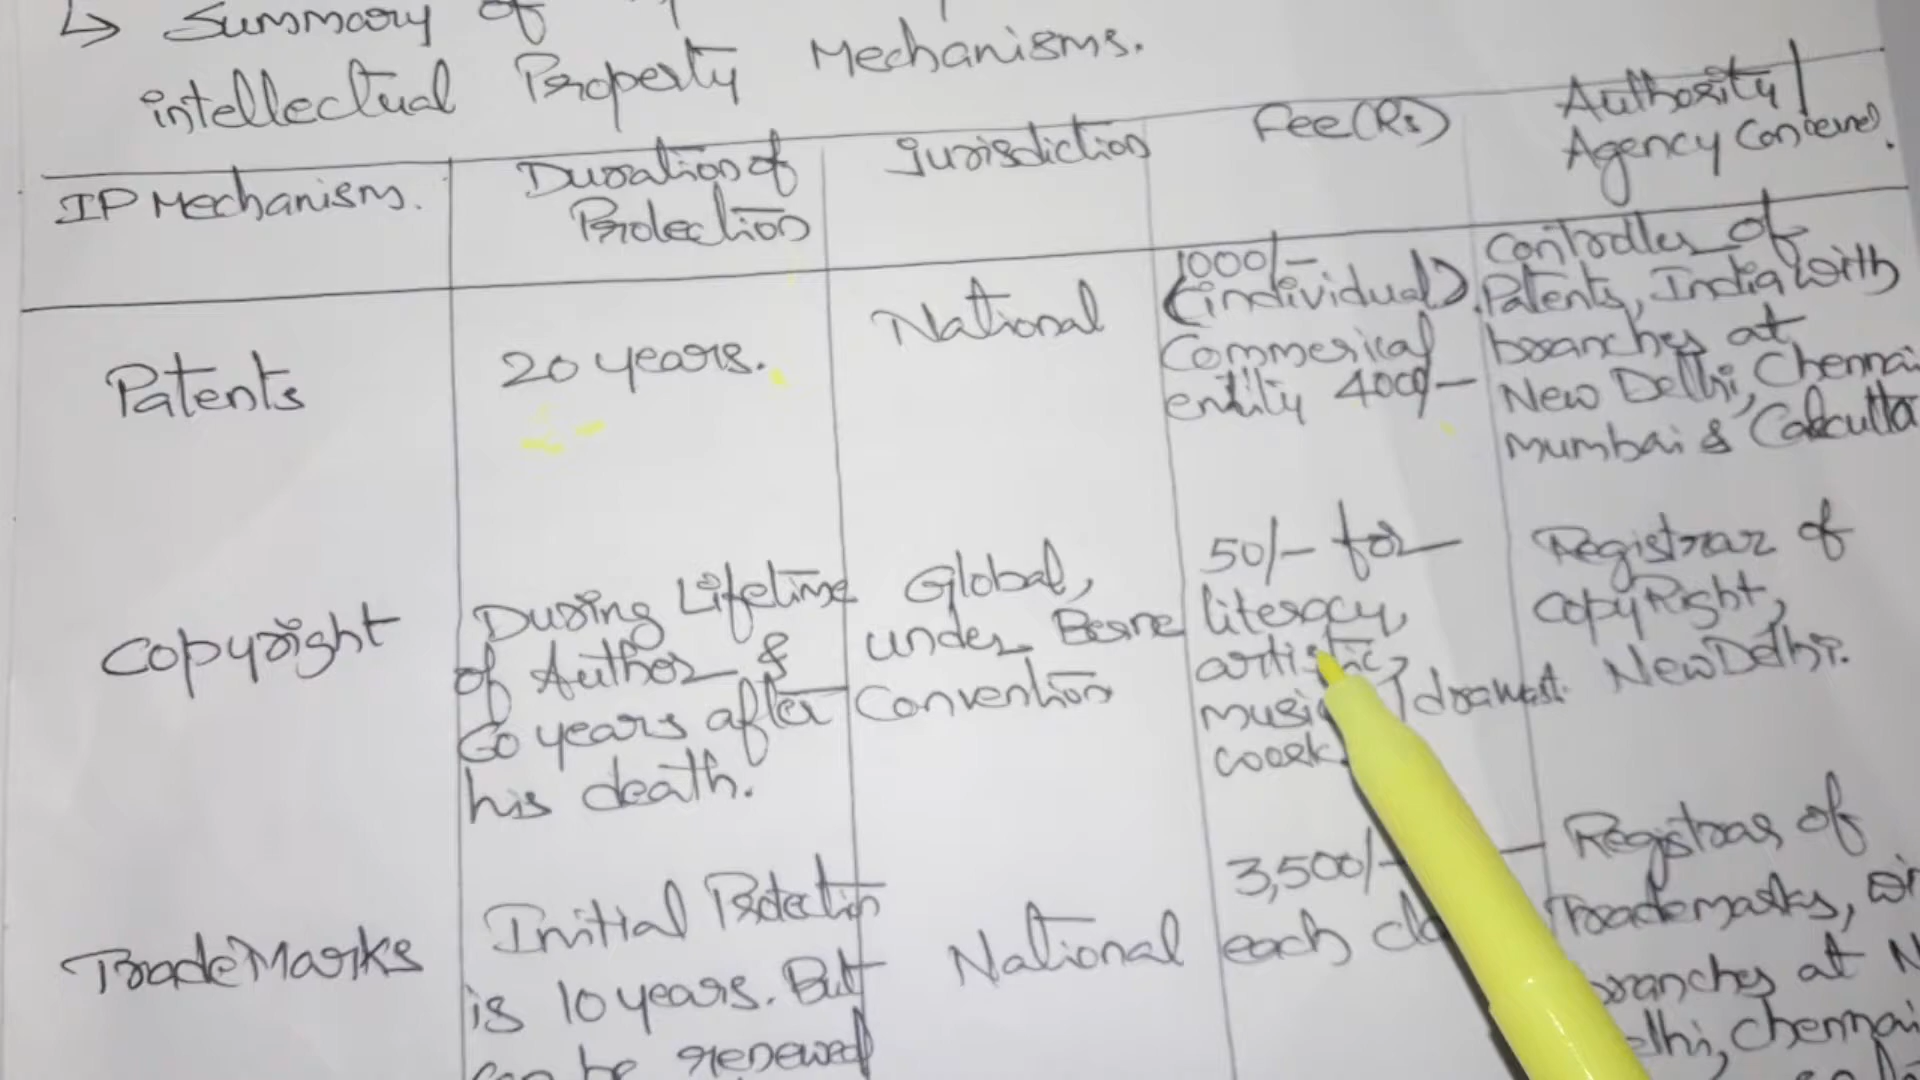 ↳ Summary of
intellectual Property Mechanisms.
IP Mechanism.
Duration of
Protection
Jurisdiction
Fee (Rs)
Authority/
Agency Concerned.
Patents
20 years.
National
1000/-
(individual).
Commerical
entity 4000/-
Controller of
Patents, India with
branches at
New Delhi, Chennai
Mumbai & Calcutta
Copyright
During Lifetime
of Author &
60 years after
his death.
Global,
under Berne
Convention
50/- for
literacy,
artistic,
music
work
Registrar of
CopyRight,
New Delhi.
TradeMarks
Initial Protection
is 10 years. But
can be renewed
National
3,500/-
each
Registrar of
Trademarks,
branches at N
elhi, Chennai